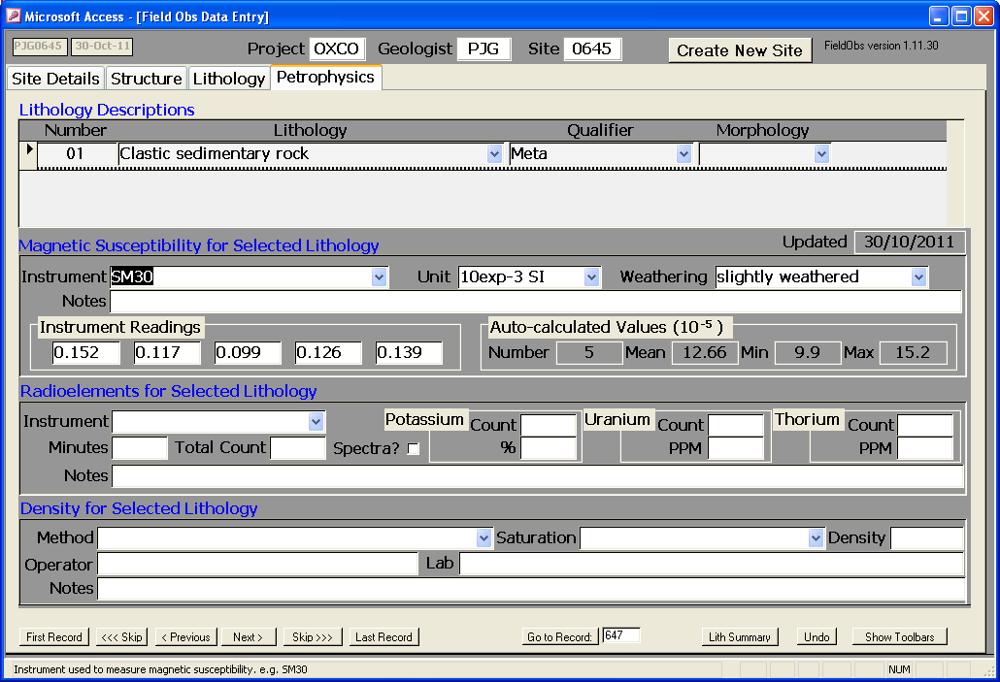 Microsoft Access - [Field Obs Data Entry]
PJG0645 30-Oct-11 Project OXCO Geologist PJG Site 0645 Create New Site FieldObs version 1.11.30
Site Details Structure Lithology Petrophysics
Lithology Descriptions
Number Lithology Qualifier Morphology
01 Clastic sedimentary rock Meta
Magnetic Susceptibility for Selected Lithology Updated 30/10/2011
Instrument SM30 Unit 10exp-3 SI Weathering slightly weathered
Notes
Instrument Readings Auto-calculated Values (10-5 )
0.152 0.117 0.099 0.126 0.139 Number 5 Mean 12.66 Min 9.9 Max 15.2
Radioelements for Selected Lithology
Instrument Potassium Count Uranium Count Thorium Count
Minutes Total Count Spectra? % PPM PPM
Notes
Density for Selected Lithology
Method Saturation Density
Operator Lab
Notes
First Record <<< Skip < Previous Next > Skip >>> Last Record Go to Record: 647 Lith Summary Undo Show Toolbars
Instrument used to measure magnetic susceptibility. e.g. SM30 NUM